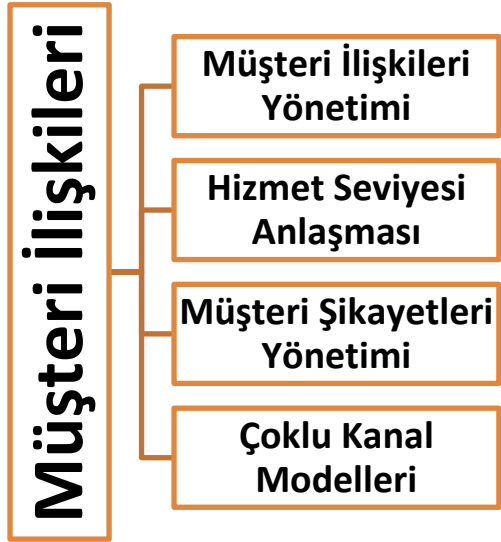 Müşteri İlişkileri
Müşteri İlişkileri
Yönetimi
Hizmet Seviyesi
Anlaşması
Müşteri Şikayetleri
Yönetimi
Çoklu Kanal
Modelleri